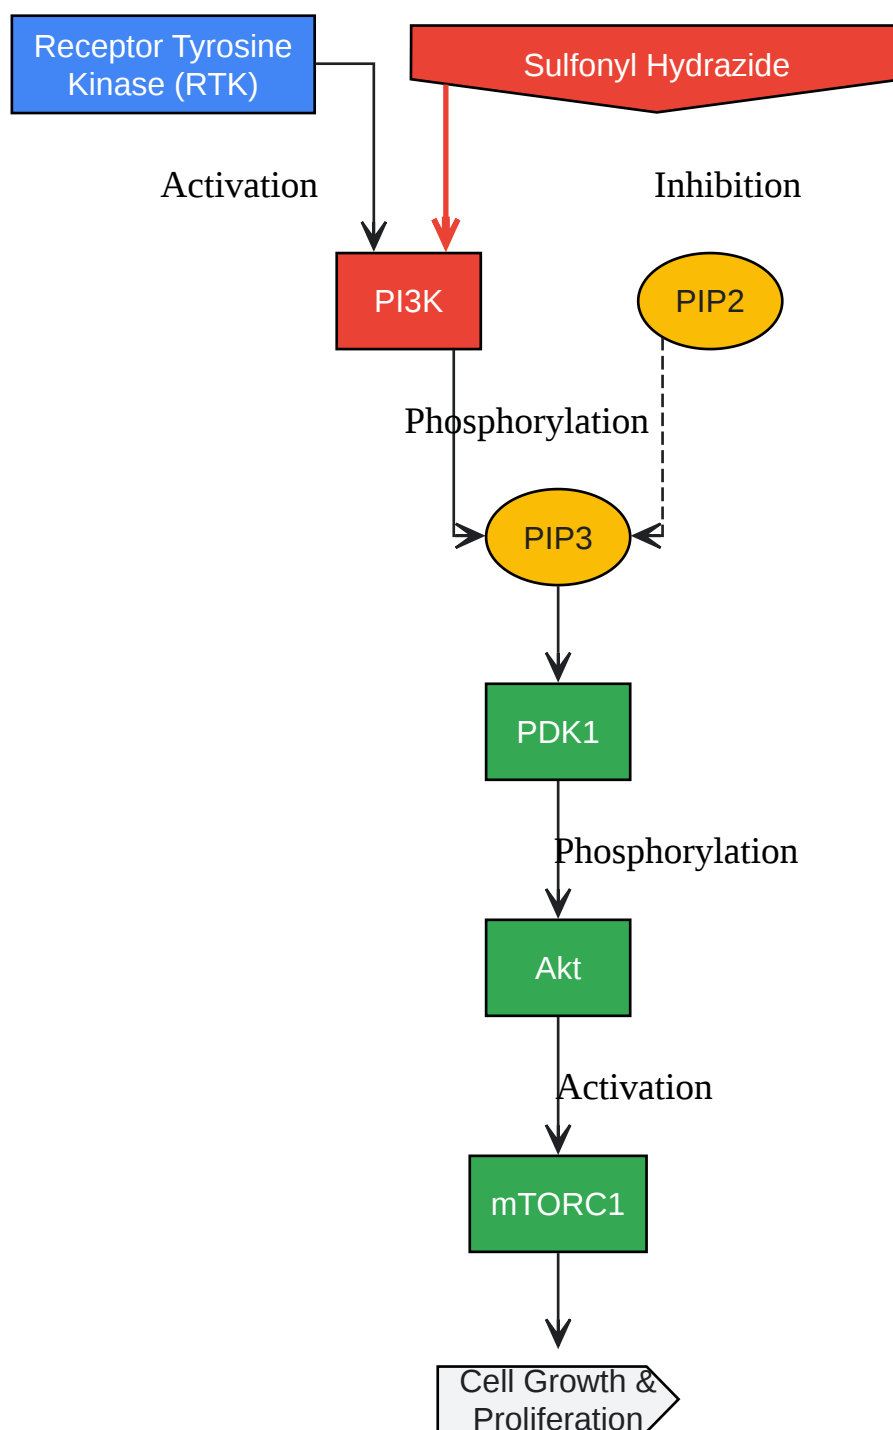 Receptor Tyrosine
Kinase (RTK)
Sulfonyl Hydrazide
Activation
Inhibition
PI3K
PIP2
Phosphorylation
PIP3
PDK1
Phosphorylation
Akt
Activation
mTORC1
Cell Growth &
Proliferation